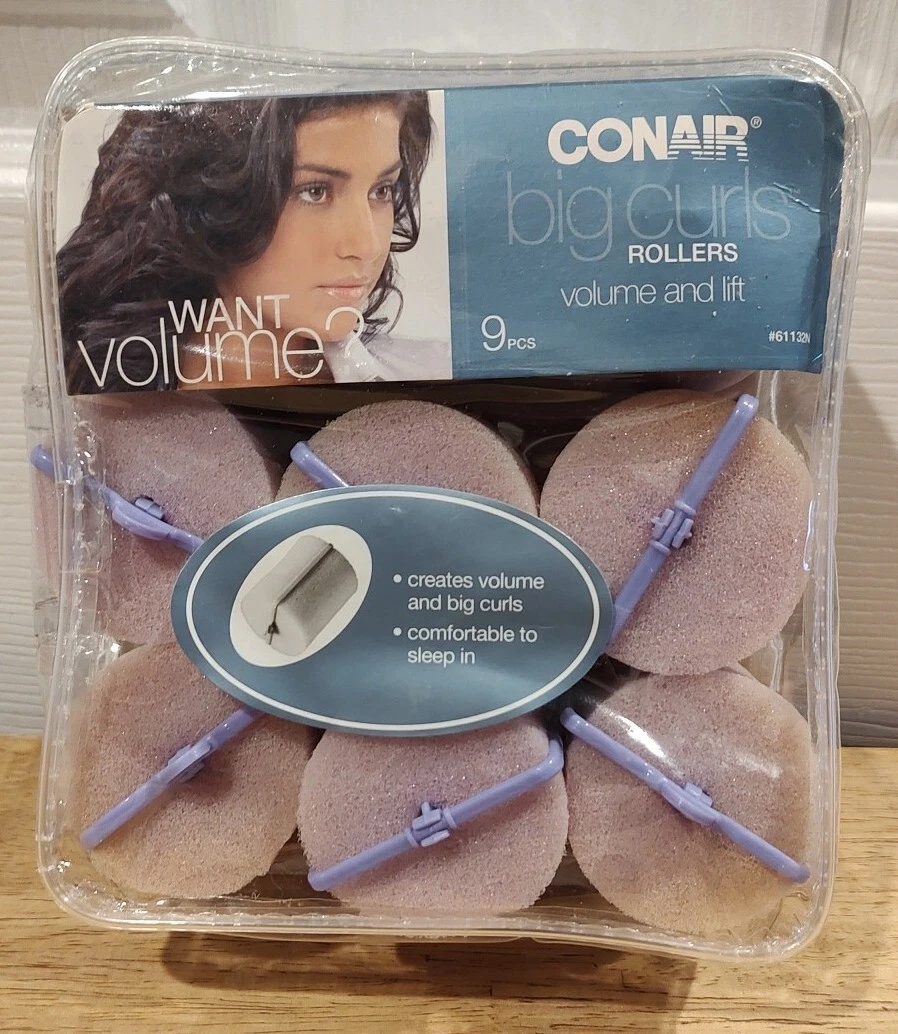 CONAIR®
big curls
ROLLERS
volume and lift
9 PCS
#61132N
WANT
volume?
• creates volume
and big curls
• comfortable to
sleep in